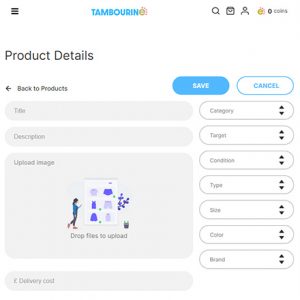 TAMBOURINE
0 coins
Product Details
Back to Products
SAVE
CANCEL
Title
Description
Upload image
Drop files to upload
£ Delivery cost
Category
Target
Condition
Type
Size
Color
Brand